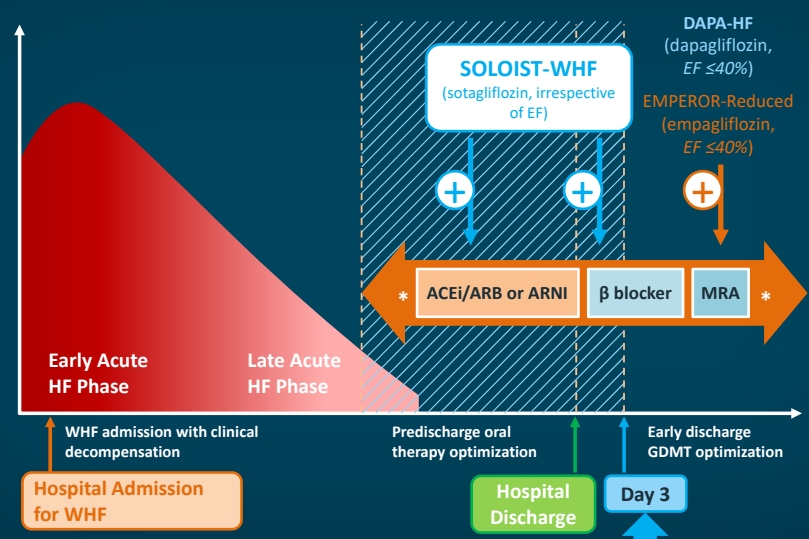 DAPA-HF
(dapagliflozin,
EF ≤40%)
EMPEROR-Reduced
(empagliflozin,
EF ≤40%)
SOLOIST-WHF
(sotagliflozin, irrespective
of EF)
+
+
+
*
ACEi/ARB or ARNI
β blocker
MRA
*
Early Acute
HF Phase
Late Acute
HF Phase
WHF admission with clinical
decompensation
Predischarge oral
therapy optimization
Early discharge
GDMT optimization
Hospital Admission
for WHF
Hospital
Discharge
Day 3